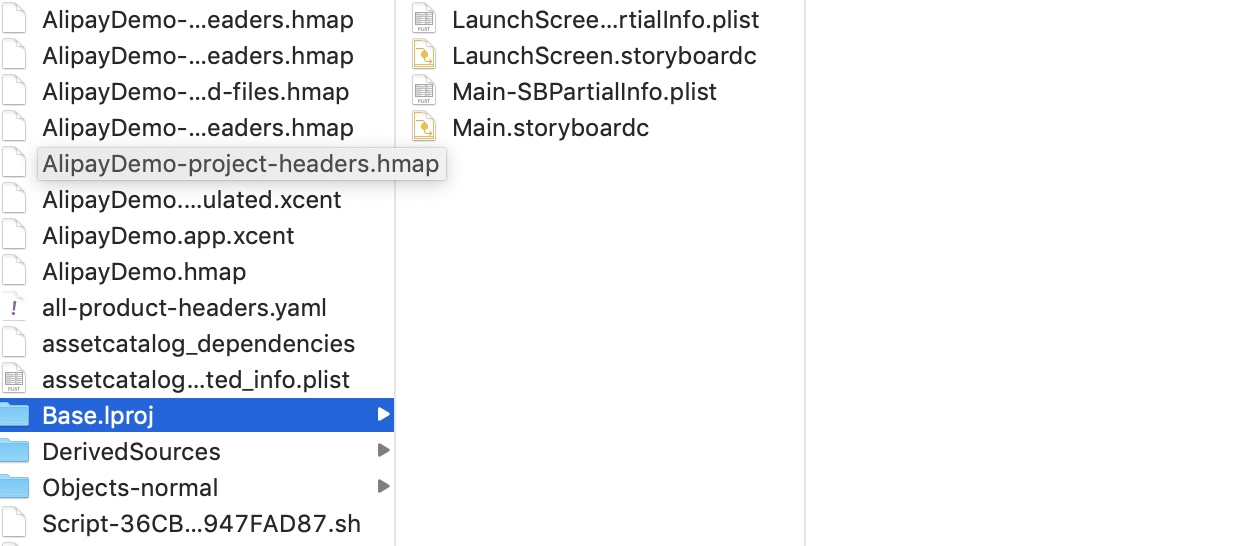 AlipayDemo-...eaders.hmap
AlipayDemo-...eaders.hmap
AlipayDemo-...d-files.hmap
AlipayDemo-...eaders.hmap
AlipayDemo-project-headers.hmap
AlipayDemo....ulated.xcent
AlipayDemo.app.xcent
AlipayDemo.hmap
all-product-headers.yaml
assetcatalog_dependencies
assetcatalog...ted_info.plist
Base.lproj
DerivedSources
Objects-normal
Script-36CB...947FAD87.sh
LaunchScree...rtialInfo.plist
LaunchScreen.storyboardc
Main-SBPartialInfo.plist
Main.storyboardc